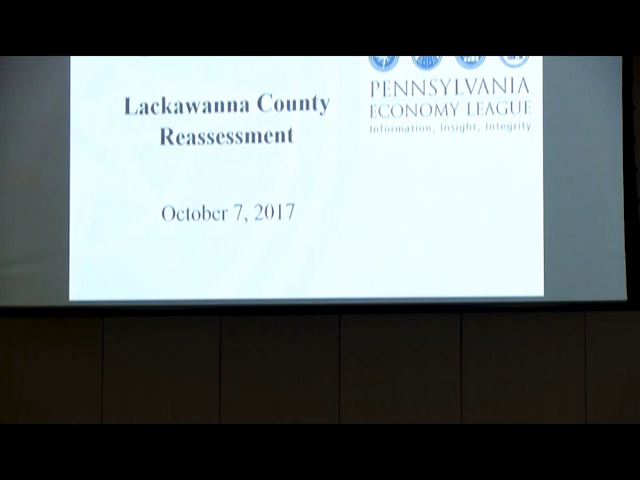 Lackawanna County
Reassessment
October 7, 2017
PENNSYLVANIA
ECONOMY LEAGUE
Information, Insight, Integrity